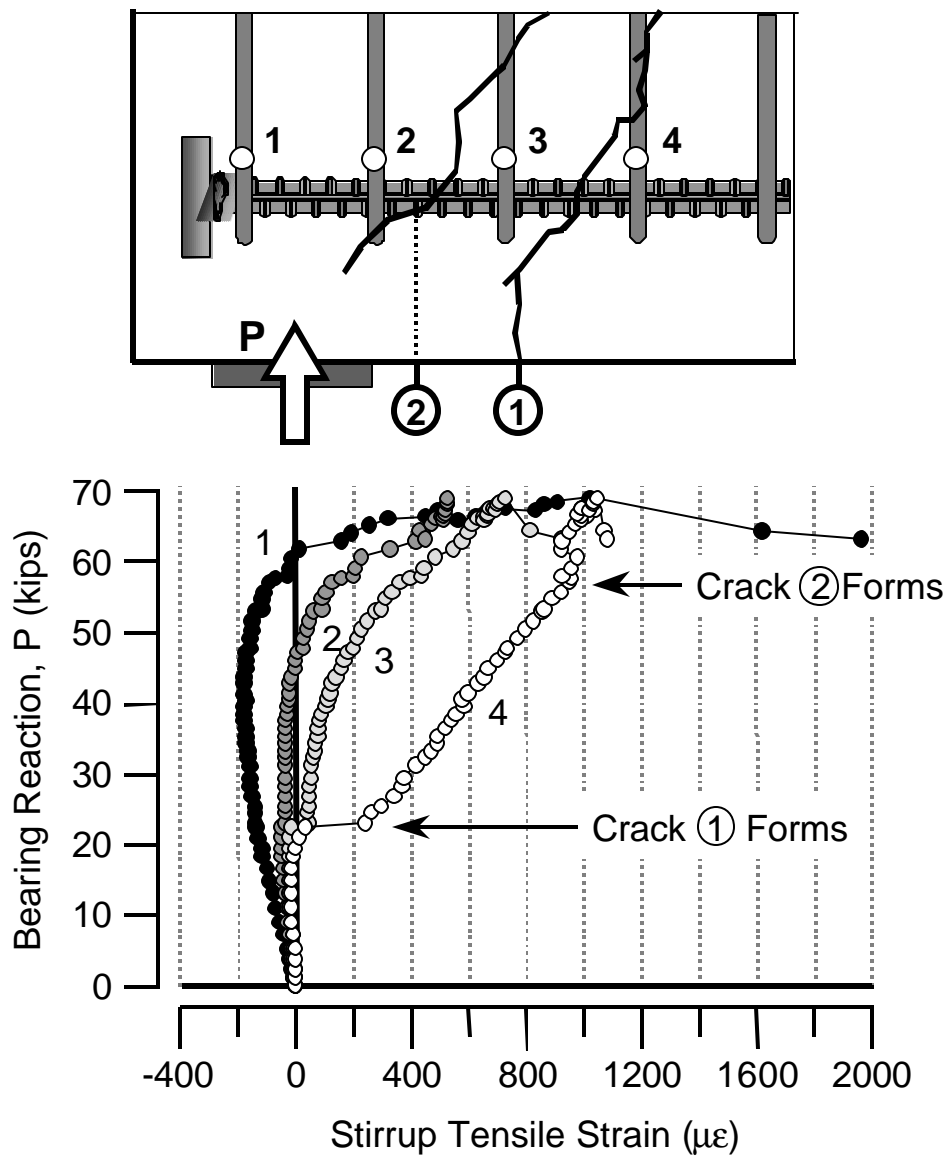 1 2 3 4
P
2 1
70
60
50
40
30
20
10
0
Bearing Reaction, P (kips)
1
2
3
4
Crack 2 Forms
Crack 1 Forms
-400 0 400 800 1200 1600 2000
Stirrup Tensile Strain (με)